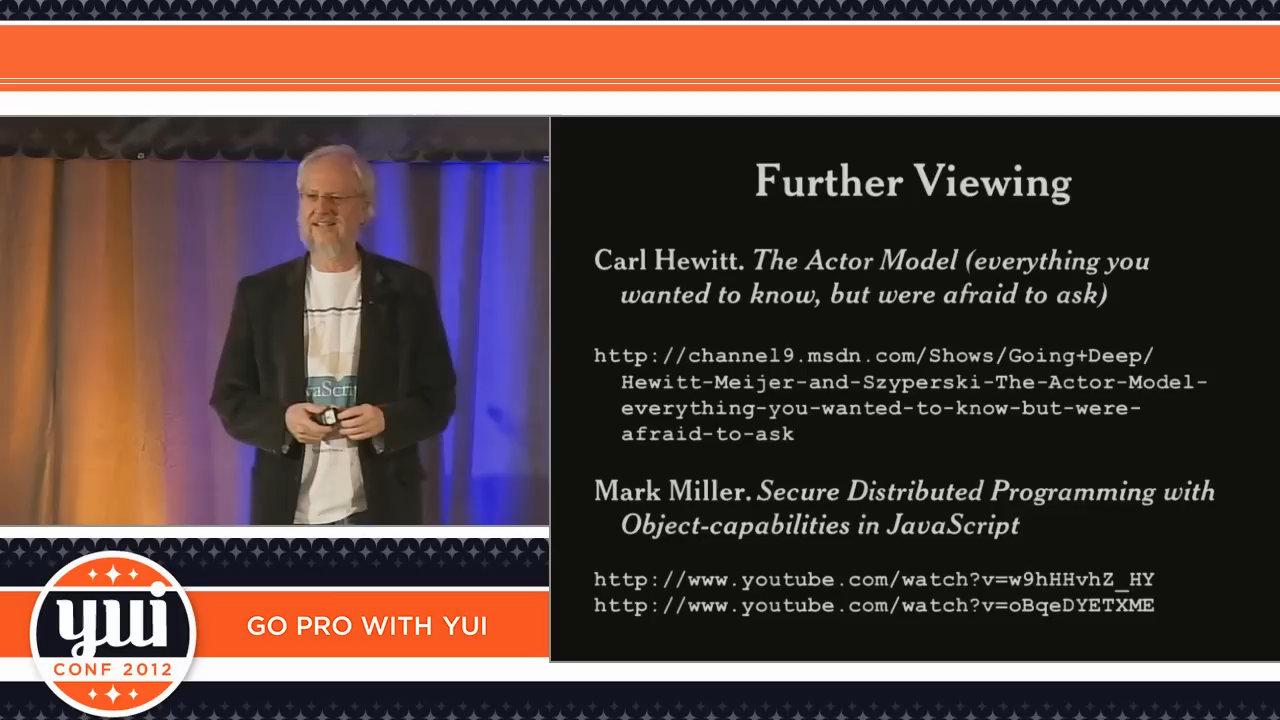 Further Viewing
Carl Hewitt. The Actor Model (everything you
wanted to know, but were afraid to ask)
http://channel9.msdn.com/Shows/Going+Deep/
Hewitt-Meijer-and-Szyperski-The-Actor-Model-
everything-you-wanted-to-know-but-were-
afraid-to-ask
Mark Miller. Secure Distributed Programming with
Object-capabilities in JavaScript
http://www.youtube.com/watch?v=w9hHHvhZ_HY
http://www.youtube.com/watch?v=oBqeDYETXME
vaScrip
yui
CONF 2012
GO PRO WITH YUI